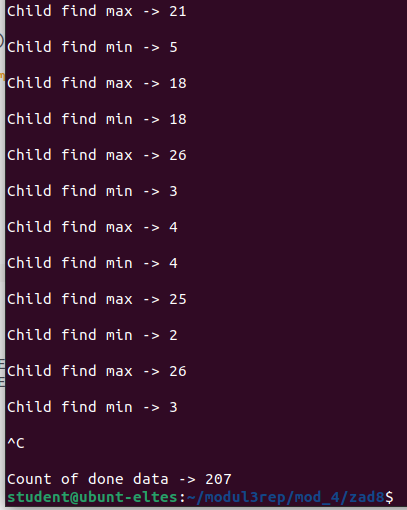 Child find max -> 21
Child find min -> 5
Child find max -> 18
Child find min -> 18
Child find max -> 26
Child find min -> 3
Child find max -> 4
Child find min -> 4
Child find max -> 25
Child find min -> 2
Child find max -> 26
Child find min -> 3
^C
Count of done data -> 207
student@ubunt-eltes:~/modul3rep/mod_4/zad8$